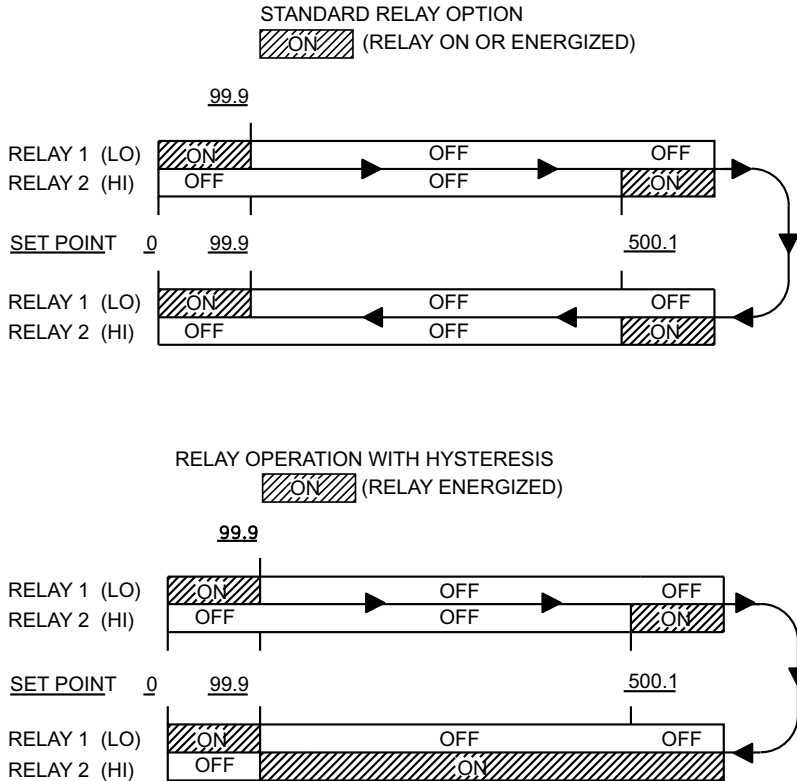 STANDARD RELAY OPTION
ON (RELAY ON OR ENERGIZED)
99.9
RELAY 1 (LO) ON OFF OFF
RELAY 2 (HI) OFF OFF ON
SET POINT 0 99.9 500.1
RELAY 1 (LO) ON OFF OFF
RELAY 2 (HI) OFF OFF ON
RELAY OPERATION WITH HYSTERESIS
ON (RELAY ENERGIZED)
99.9
RELAY 1 (LO) ON OFF OFF
RELAY 2 (HI) OFF OFF ON
SET POINT 0 99.9 500.1
RELAY 1 (LO) ON OFF OFF
RELAY 2 (HI) OFF ON